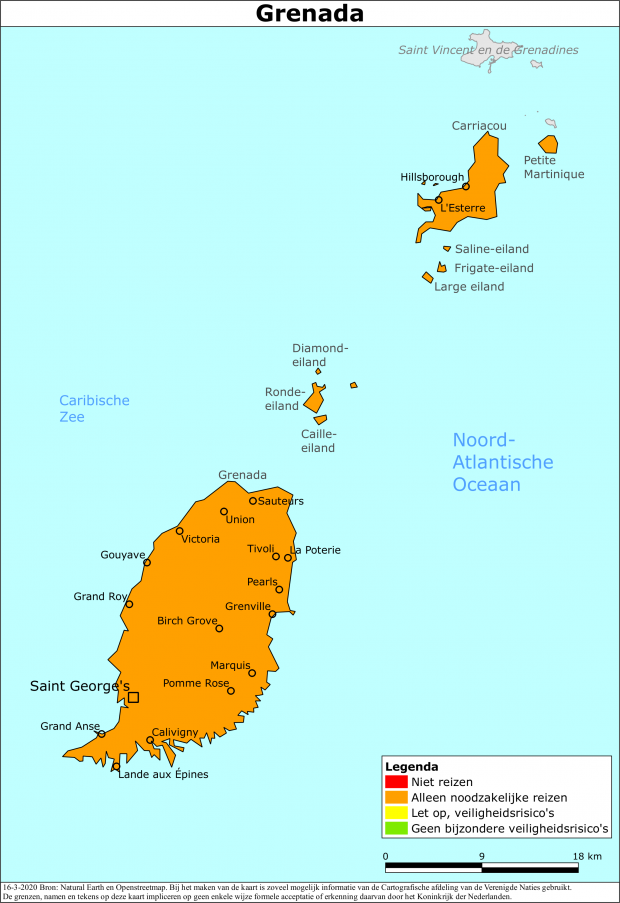 Grenada
Saint Vincent en de Grenadines
Carriacou
Petite
Martinique
Hillsborough
L'Esterre
Saline-eiland
Frigate-eiland
Large eiland
Diamond-
eiland
Ronde-
eiland
Caille-
eiland
Caribische
Zee
Noord-
Atlantische
Oceaan
Grenada
Sauteurs
Union
Victoria
Tivoli
La Poterie
Gouyave
Pearls
Grand Roy
Grenville
Birch Grove
Marquis
Pomme Rose
Saint George's
Grand Anse
Calivigny
Lande aux Épines
Legenda
Niet reizen
Alleen noodzakelijke reizen
Let op, veiligheidsrisico's
Geen bijzondere veiligheidsrisico's
0 9 18 km
16-3-2020 Bron: Natural Earth en Openstreetmap. Bij het maken van de kaart is zoveel mogelijk informatie van de Cartografische afdeling van de Verenigde Naties gebruikt.
De grenzen, namen en tekens op deze kaart impliceren op geen enkele wijze formele acceptatie of erkenning daarvan door het Koninkrijk der Nederlanden.